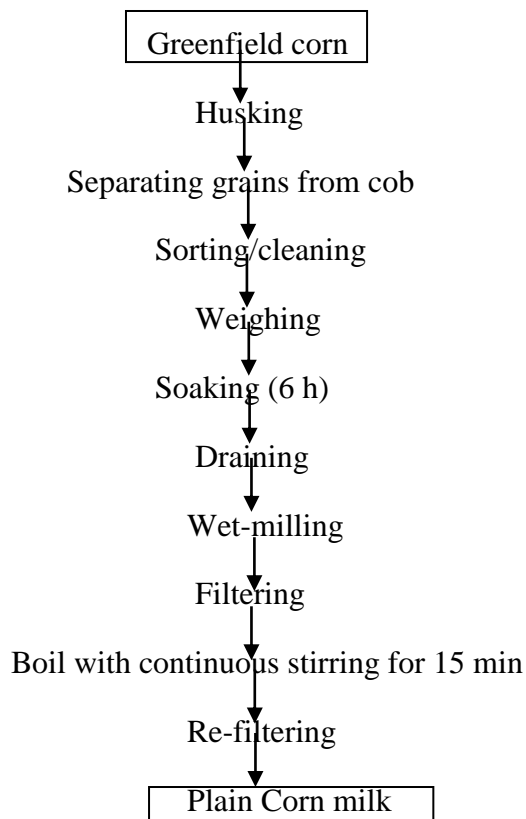 Greenfield corn
Husking
Separating grains from cob
Sorting/cleaning
Weighing
Soaking (6 h)
Draining
Wet-milling
Filtering
Boil with continuous stirring for 15 min
Re-filtering
Plain Corn milk